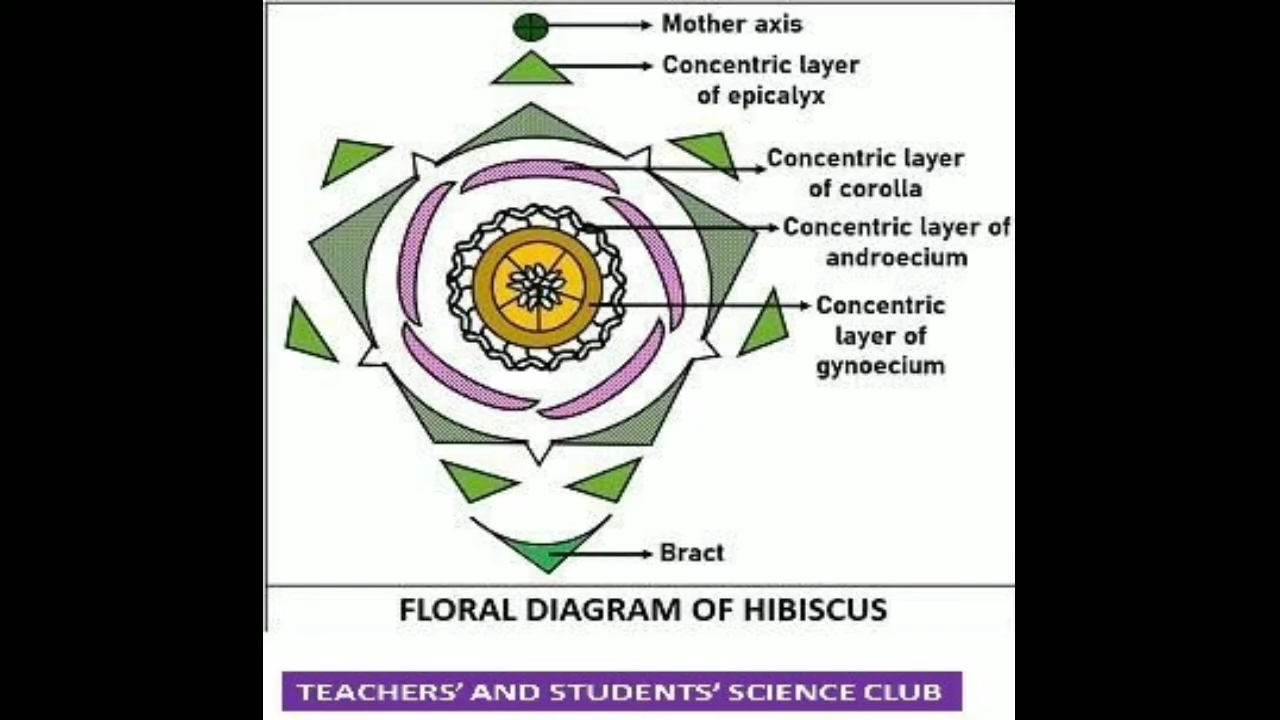 Mother axis
Concentric layer
of epicalyx
Concentric layer
of corolla
Concentric layer of
androecium
Concentric
layer of
gynoecium
Bract
FLORAL DIAGRAM OF HIBISCUS
TEACHERS' AND STUDENTS' SCIENCE CLUB